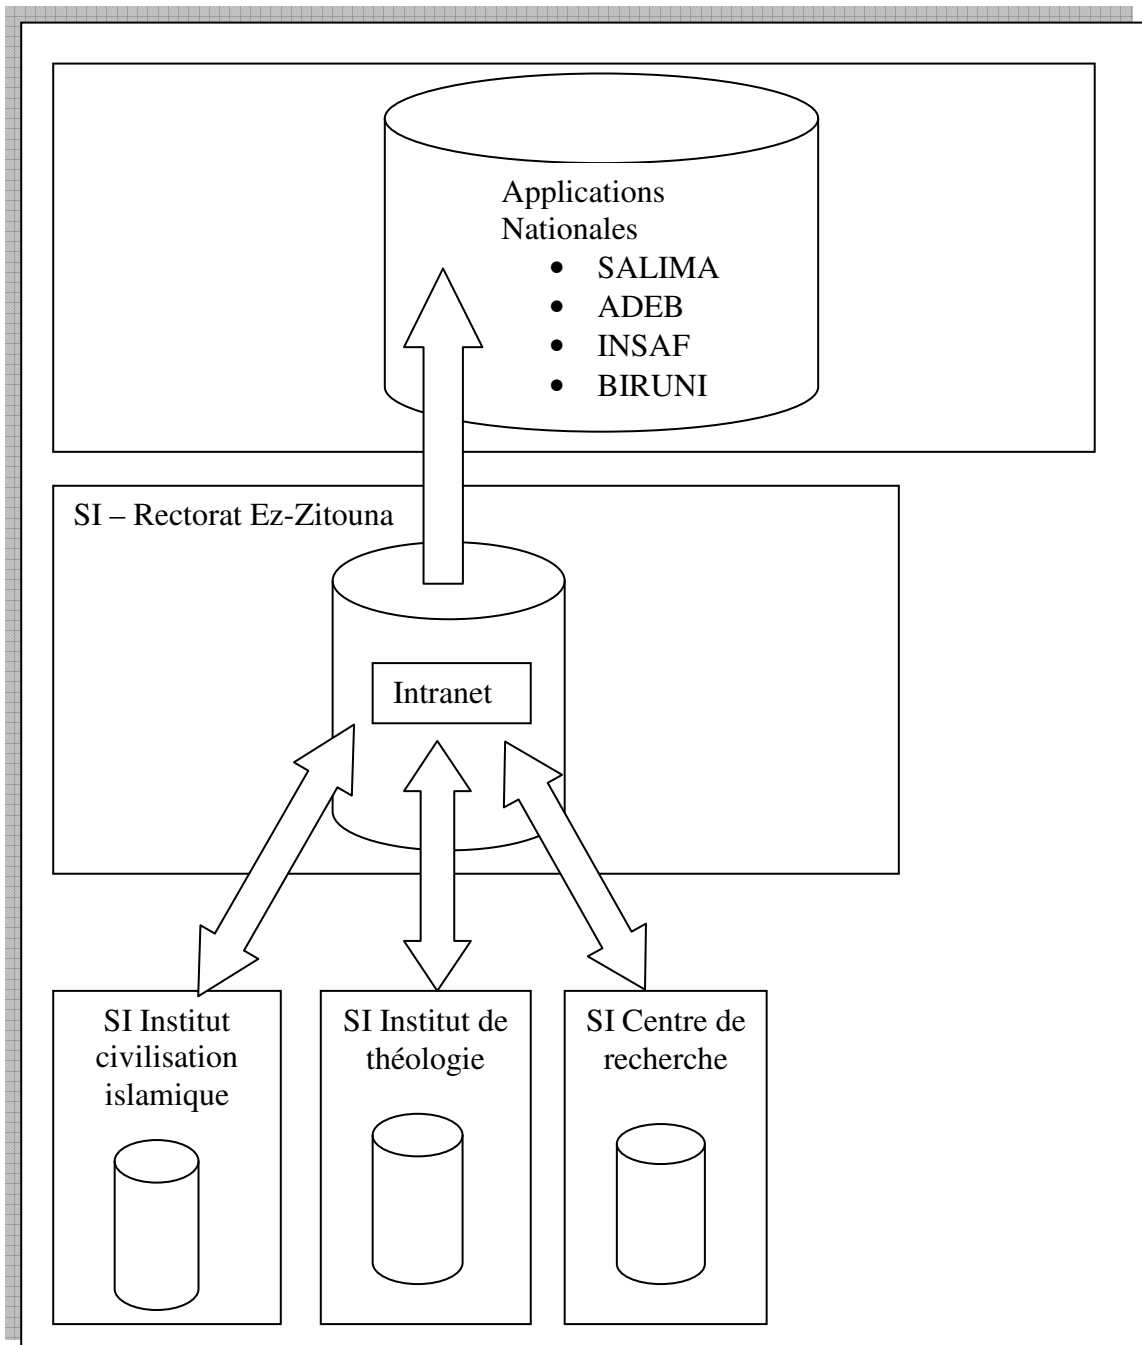 Applications
Nationales
• SALIMA
• ADEB
• INSAF
• BIRUNI
SI – Rectorat Ez-Zitouna
Intranet
SI Institut
civilisation
islamique
SI Institut de
théologie
SI Centre de
recherche